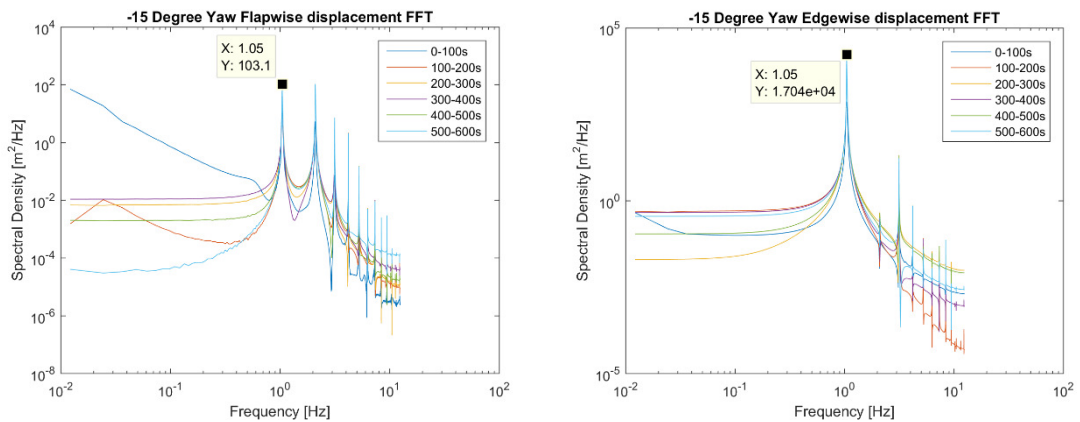 -15 Degree Yaw Flapwise displacement FFT
10^4
10^2
10^0
10^-2
10^-4
10^-6
10^-8
Spectral Density [m^2/Hz]
X: 1.05
Y: 103.1
0-100s
100-200s
200-300s
300-400s
400-500s
500-600s
10^-2
10^-1
10^0
10^1
10^2
Frequency [Hz]
-15 Degree Yaw Edgewise displacement FFT
10^5
10^0
10^-5
Spectral Density [m^2/Hz]
X: 1.05
Y: 1.704e+04
0-100s
100-200s
200-300s
300-400s
400-500s
500-600s
10^-2
10^-1
10^0
10^1
10^2
Frequency [Hz]